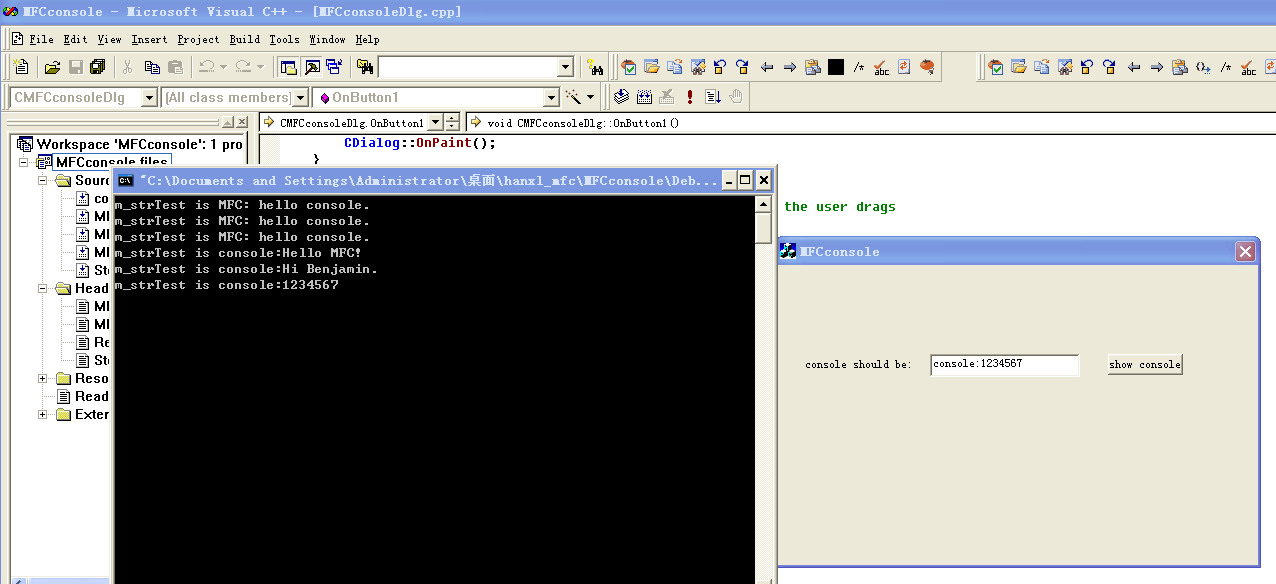 MFCconsole - Microsoft Visual C++ - [MFCconsoleDlg.cpp]
File Edit View Insert Project Build Tools Window Help
CMFCconsoleDlg [All class members] OnButton1
CMFCconsoleDlg.OnButton1 void CMFCconsoleDlg::OnButton1()
Workspace 'MFCconsole': 1 pro
MFCconsole files
Sourc
co
MI
MI
MI
St
Head
MI
MI
Re
St
Reso
Read
Exter
CDialog::OnPaint();
}
the user drags
"C:\Documents and Settings\Administrator\桌面\hanxl_mfc\MFCconsole\Deb...
m_strTest is MFC: hello console.
m_strTest is MFC: hello console.
m_strTest is MFC: hello console.
m_strTest is console:Hello MFC!
m_strTest is console:Hi Benjamin.
m_strTest is console:1234567
MFCconsole
console should be: console:1234567 show console